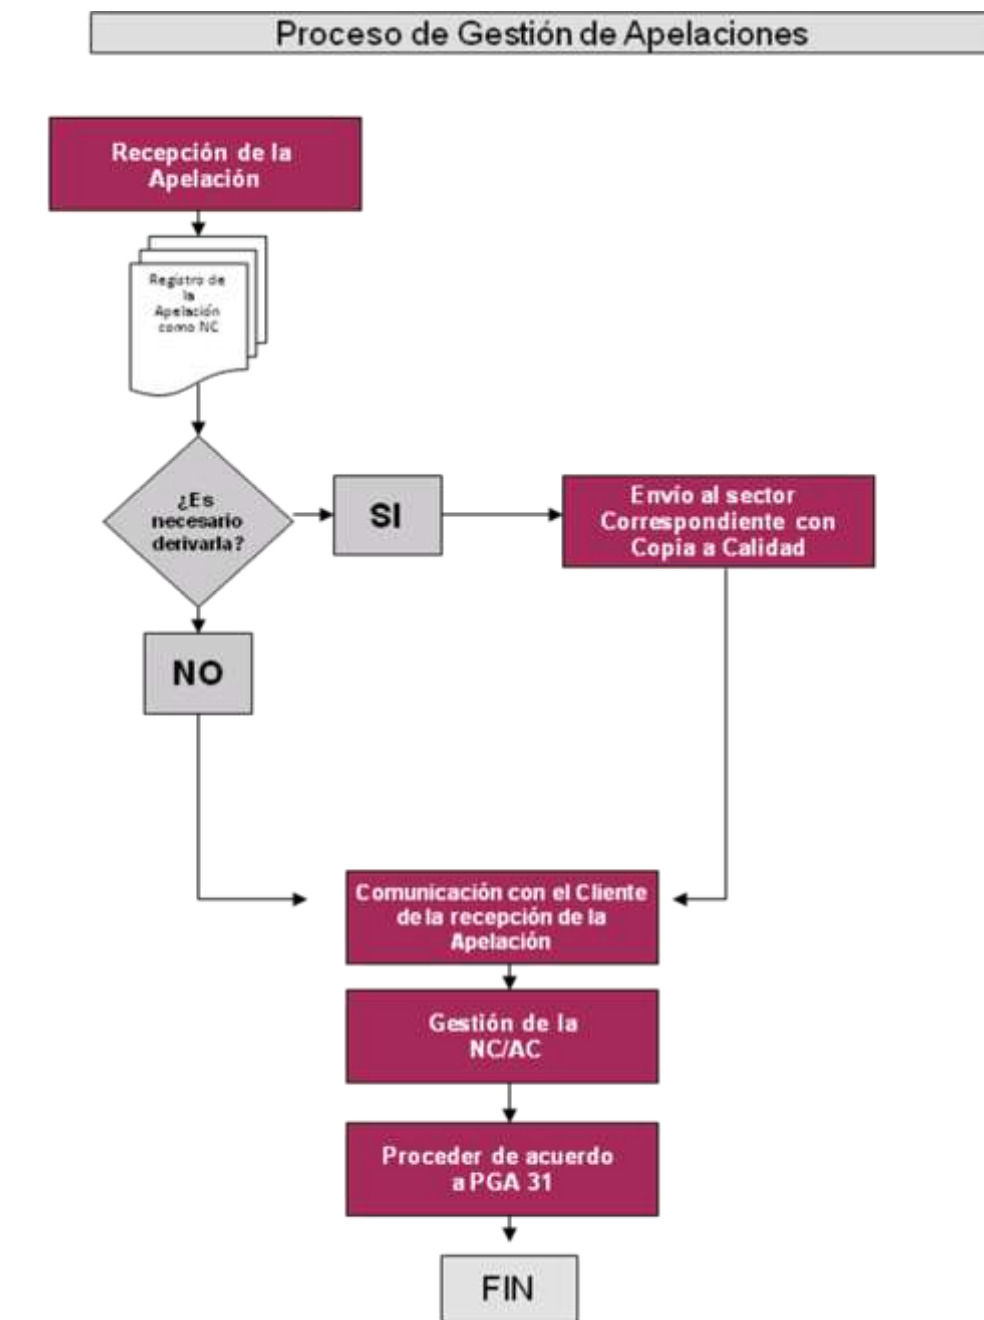 Proceso de Gestión de Apelaciones
Recepción de la
Apelación
Registro de
la
Apelación
como NC
¿Es
necesario
derivarla?
SI
Envío al sector
Correspondiente con
Copia a Calidad
NO
Comunicación con el Cliente
de la recepción de la
Apelación
Gestión de la
NC/AC
Proceder de acuerdo
a PGA 31
FIN